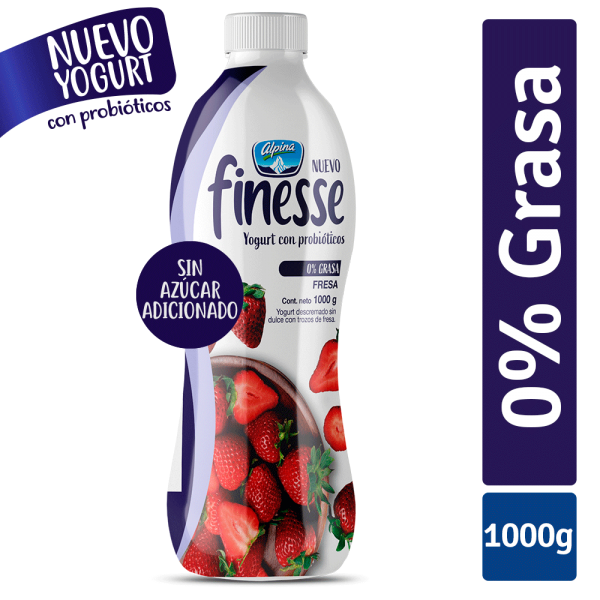 NUEVO
YOGURT
con probióticos
Alpina
NUEVO
finesse
Yogurt con probióticos
0% GRASA
FRESA
Cont. neto 1000 g
Yogurt descremado sin
dulce con trozos de fresa.
SIN
AZÚCAR
ADICIONADO
0% Grasa
1000g